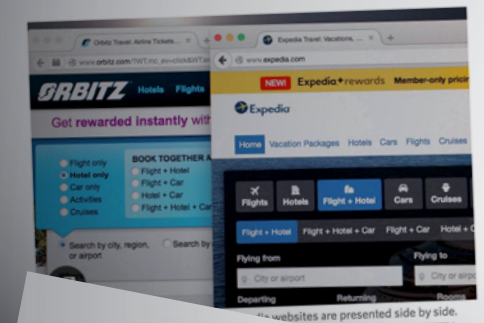 Orbitz Travel: Airline Tickets...
Expedia Travel: Vacations, ...
www.orbitz.com/?WT.mc_ev=click&WT.
www.expedia.com
NEW! Expedia+rewards Member-only pricin
ORBITZ Hotels Flights
Expedia
Get rewarded instantly with
Home Vacation Packages Hotels Cars Flights Cruises
Flight only
Hotel only
Car only
Activities
Cruises
BOOK TOGETHER A
Flight + Hotel
Flight + Car
Hotel + Car
Flight + Hotel + Car
Flights Hotels Flight + Hotel Cars Cruises
Flight + Hotel Flight + Hotel + Car Flight + Car Hotel +
Search by city, region,
or airport
Search by
Flying from Flying to
City or airport City or airpo
Departing Returning Rooms
websites are presented side by side.